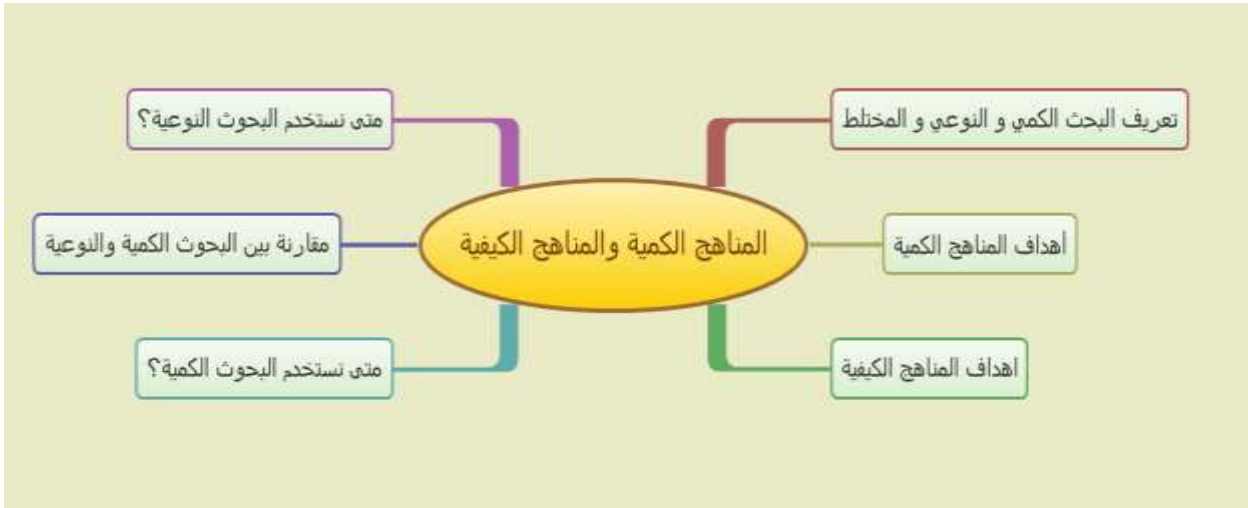 المناهج الكمية والمناهج الكيفية
تعريف البحث الكمي و النوعي و المختلط
أهداف المناهج الكمية
اهداف المناهج الكيفية
متى نستخدم البحوث النوعية؟
مقارنة بين البحوث الكمية والنوعية
متى نستخدم البحوث الكمية؟